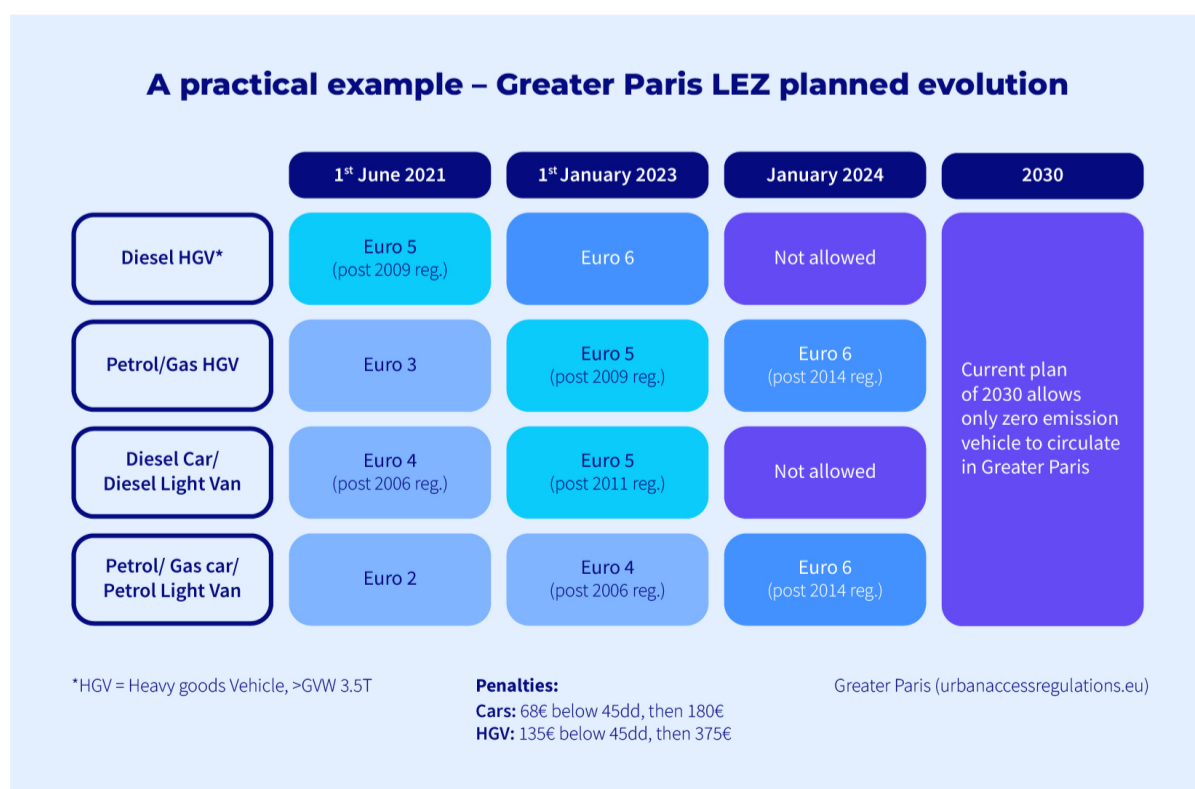 A practical example – Greater Paris LEZ planned evolution
1st June 2021
1st January 2023
January 2024
2030
Diesel HGV*
Euro 5
(post 2009 reg.)
Euro 6
Not allowed
Petrol/Gas HGV
Euro 3
Euro 5
(post 2009 reg.)
Euro 6
(post 2014 reg.)
Diesel Car/
Diesel Light Van
Euro 4
(post 2006 reg.)
Euro 5
(post 2011 reg.)
Not allowed
Petrol/ Gas car/
Petrol Light Van
Euro 2
Euro 4
(post 2006 reg.)
Euro 6
(post 2014 reg.)
Current plan
of 2030 allows
only zero emission
vehicle to circulate
in Greater Paris
*HGV = Heavy goods Vehicle, >GVW 3.5T
Penalties:
Cars: 68€ below 45dd, then 180€
HGV: 135€ below 45dd, then 375€
Greater Paris (urbanaccessregulations.eu)